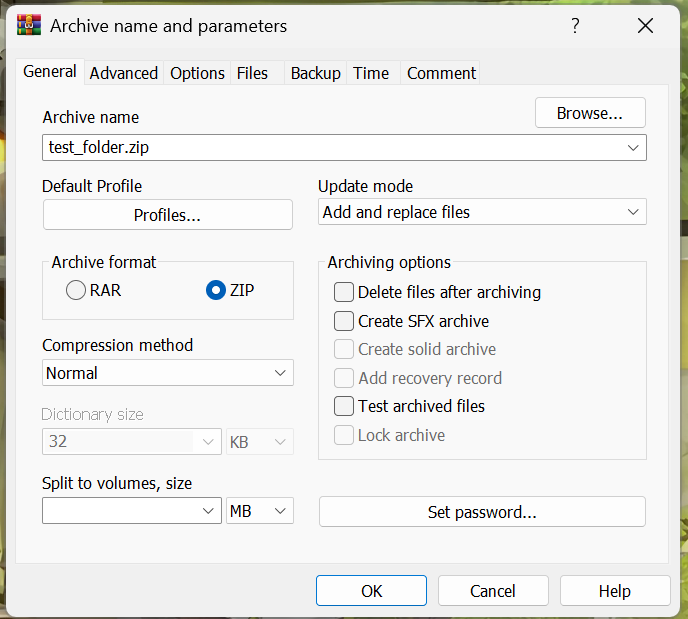 Archive name and parameters
?
General Advanced Options Files Backup Time Comment
Archive name
Browse...
test_folder.zip
Default Profile
Profiles...
Update mode
Add and replace files
Archive format
RAR ZIP
Compression method
Normal
Dictionary size
32 KB
Split to volumes, size
MB
Archiving options
Delete files after archiving
Create SFX archive
Create solid archive
Add recovery record
Test archived files
Lock archive
Set password...
OK Cancel Help